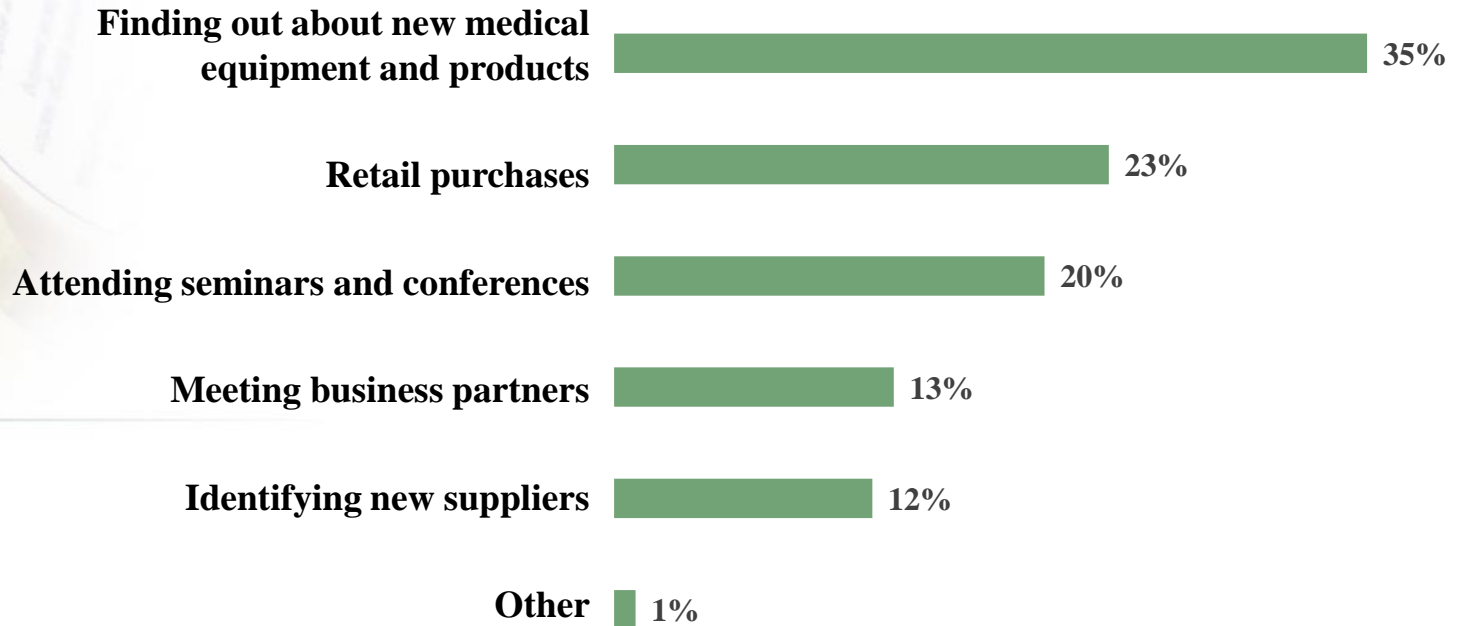 Finding out about new medical
equipment and products
35%
Retail purchases
23%
Attending seminars and conferences
20%
Meeting business partners
13%
Identifying new suppliers
12%
Other
1%